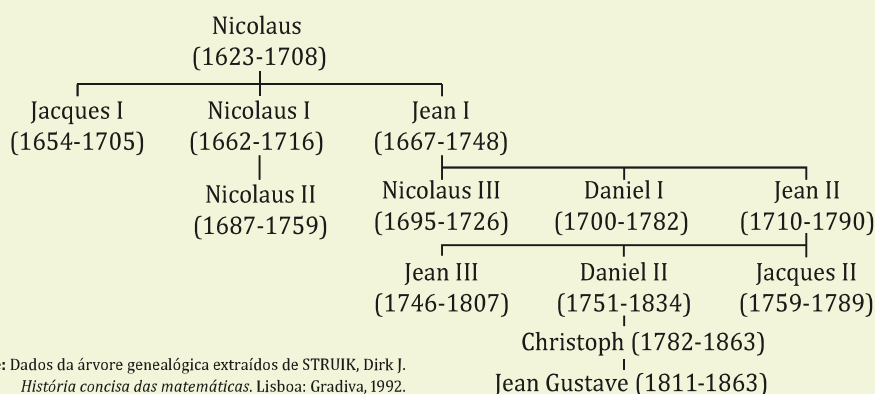 Nicolaus
(1623-1708)
Jacques I Nicolaus I Jean I
(1654-1705) (1662-1716) (1667-1748)
Nicolaus II Nicolaus III Daniel I Jean II
(1687-1759) (1695-1726) (1700-1782) (1710-1790)
Jean III Daniel II Jacques II
(1746-1807) (1751-1834) (1759-1789)
Christoph (1782-1863)
Jean Gustave (1811-1863)
: Dados da árvore genealógica extraídos de STRUIK, Dirk J.
História concisa das matemáticas. Lisboa: Gradiva, 1992.